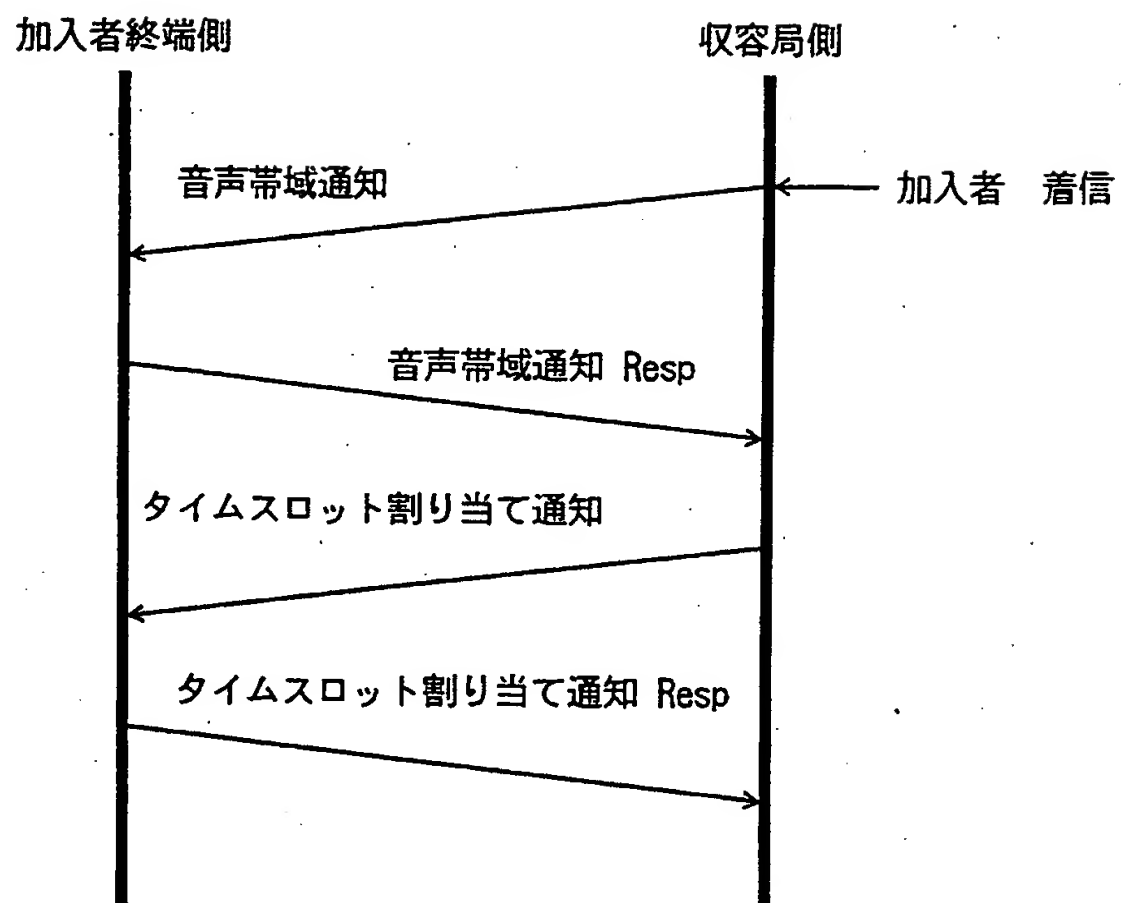 加入者終端側
収容局側
音声帯域通知
加入者 着信
音声帯域通知 Resp
タイムスロット割り当て通知
タイムスロット割り当て通知 Resp